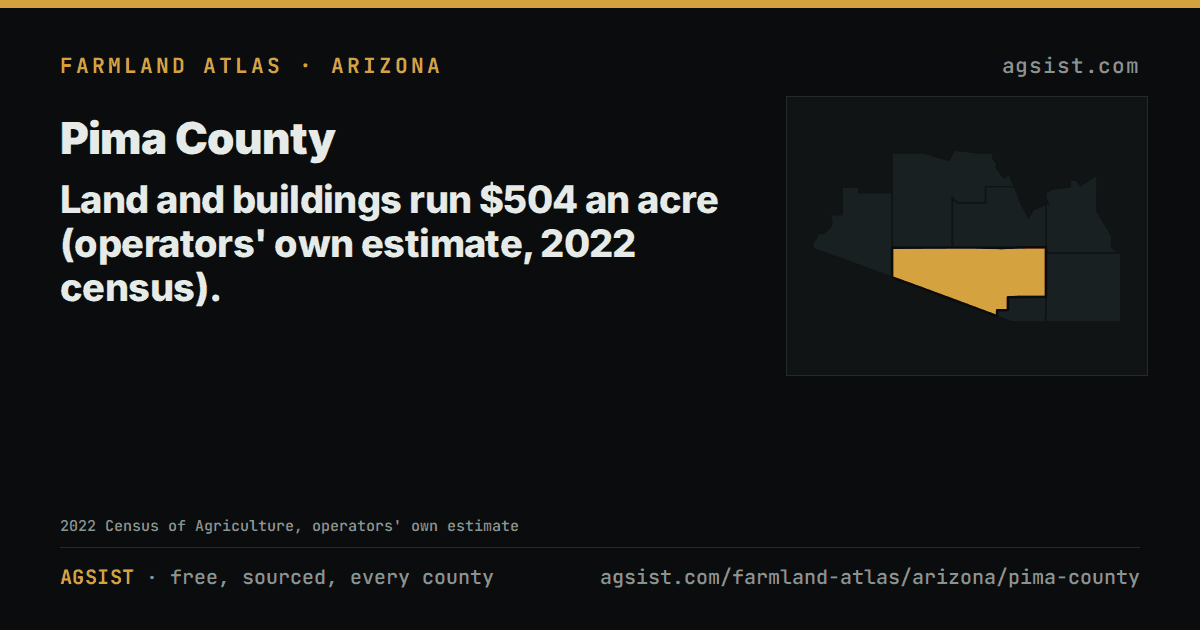 FARMLAND ATLAS · ARIZONA
agsist.com
Pima County
Land and buildings run $504 an acre
(operators' own estimate, 2022
census).
2022 Census of Agriculture, operators' own estimate
AGSIST · free, sourced, every county
agsist.com/farmland-atlas/arizona/pima-county